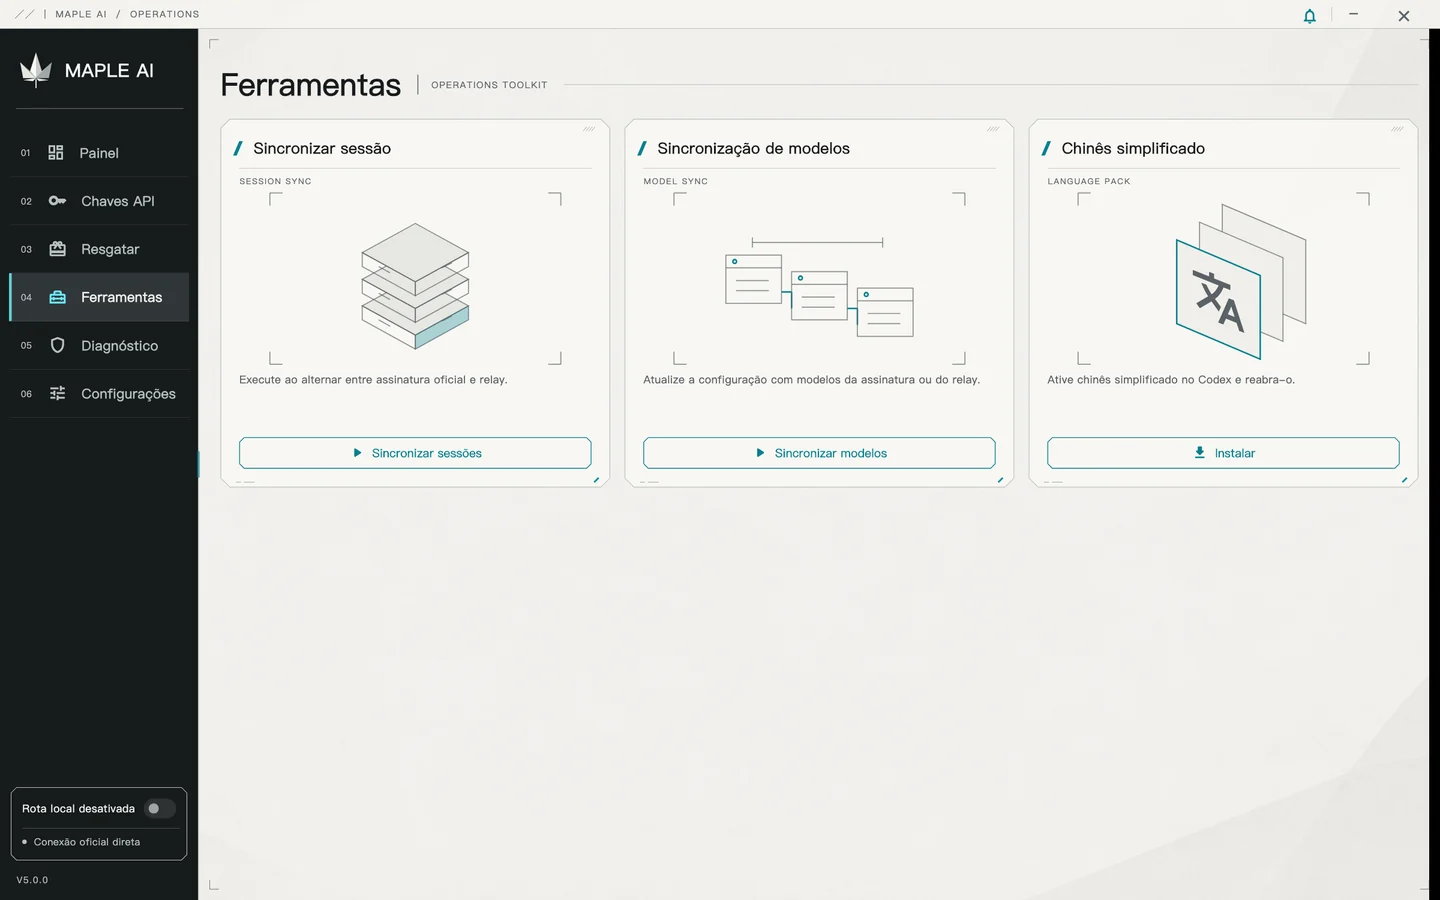 // | MAPLE AI / OPERATIONS
MAPLE AI
01 Painel
02 Chaves API
03 Resgatar
04 Ferramentas
05 Diagnóstico
06 Configurações
Rota local desativada
Conexão oficial direta
V5.0.0
Ferramentas | OPERATIONS TOOLKIT
Sincronizar sessão
SESSION SYNC
Execute ao alternar entre assinatura oficial e relay.
Sincronizar sessões
Sincronização de modelos
MODEL SYNC
Atualize a configuração com modelos da assinatura ou do relay.
Sincronizar modelos
Chinês simplificado
LANGUAGE PACK
文A
Ative chinês simplificado no Codex e reabra-o.
Instalar